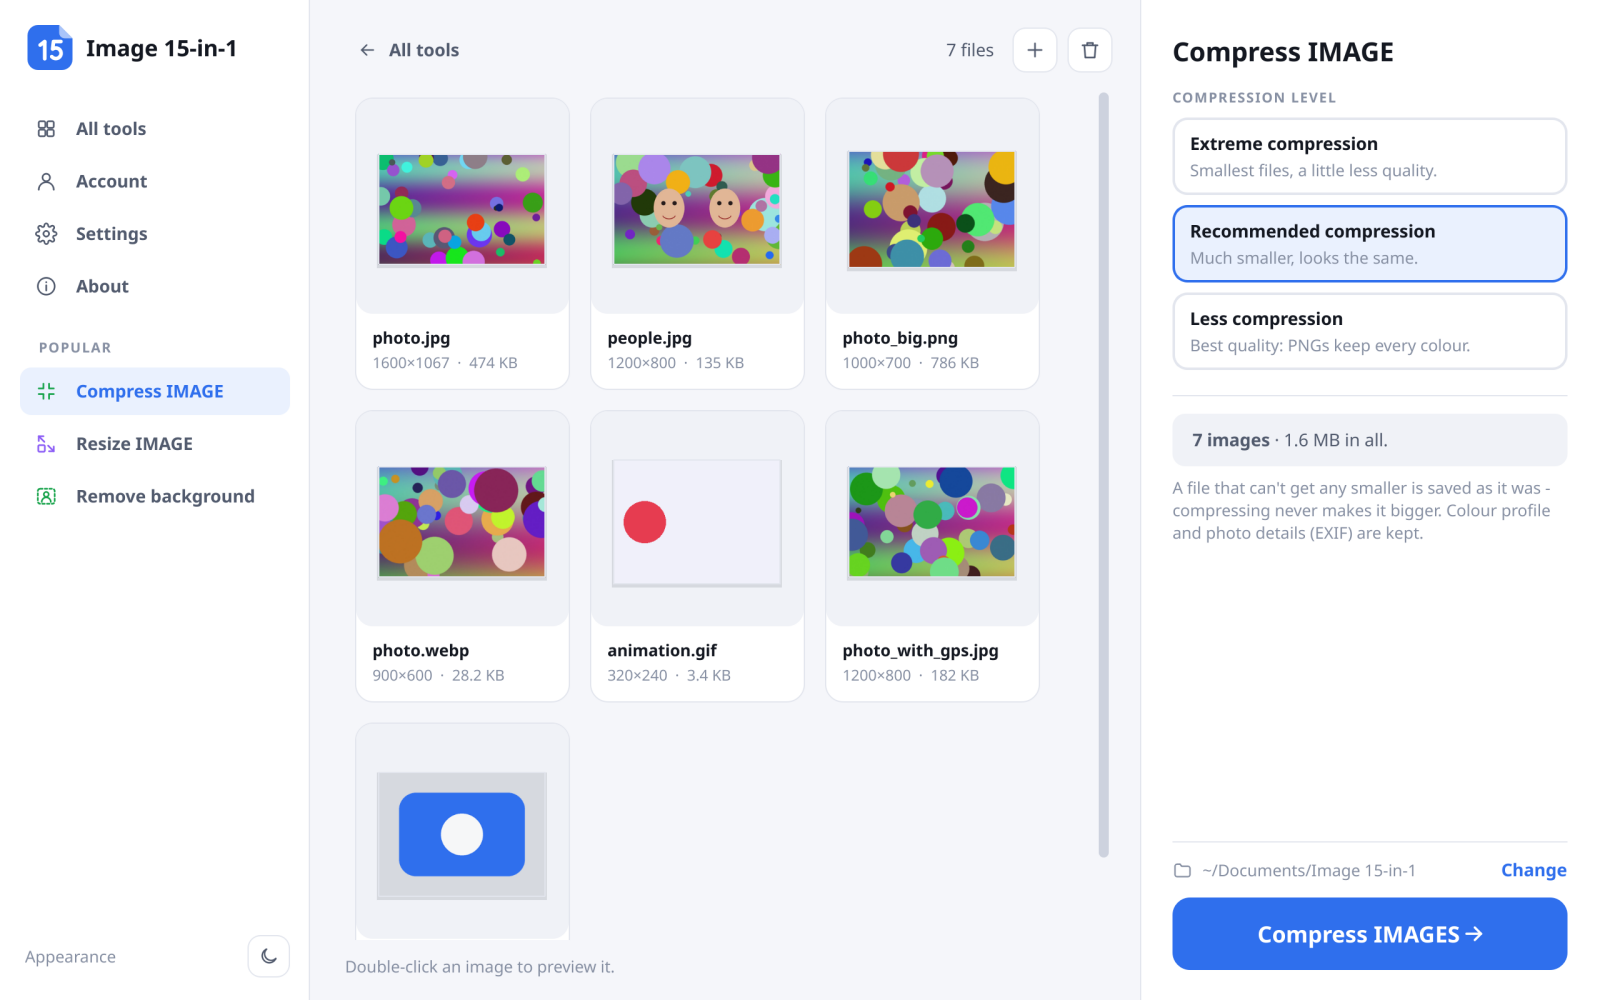 15
Image 15-in-1
All tools
Account
Settings
About
POPULAR
Compress IMAGE
Resize IMAGE
Remove background
Appearance
All tools
7 files
photo.jpg
1600×1067 · 474 KB
people.jpg
1200×800 · 135 KB
photo_big.png
1000×700 · 786 KB
photo.webp
900×600 · 28.2 KB
animation.gif
320×240 · 3.4 KB
photo_with_gps.jpg
1200×800 · 182 KB
Double-click an image to preview it.
Compress IMAGE
COMPRESSION LEVEL
Extreme compression
Smallest files, a little less quality.
Recommended compression
Much smaller, looks the same.
Less compression
Best quality: PNGs keep every colour.
7 images · 1.6 MB in all.
A file that can't get any smaller is saved as it was -
compressing never makes it bigger. Colour profile
and photo details (EXIF) are kept.
~/Documents/Image 15-in-1
Change
Compress IMAGES